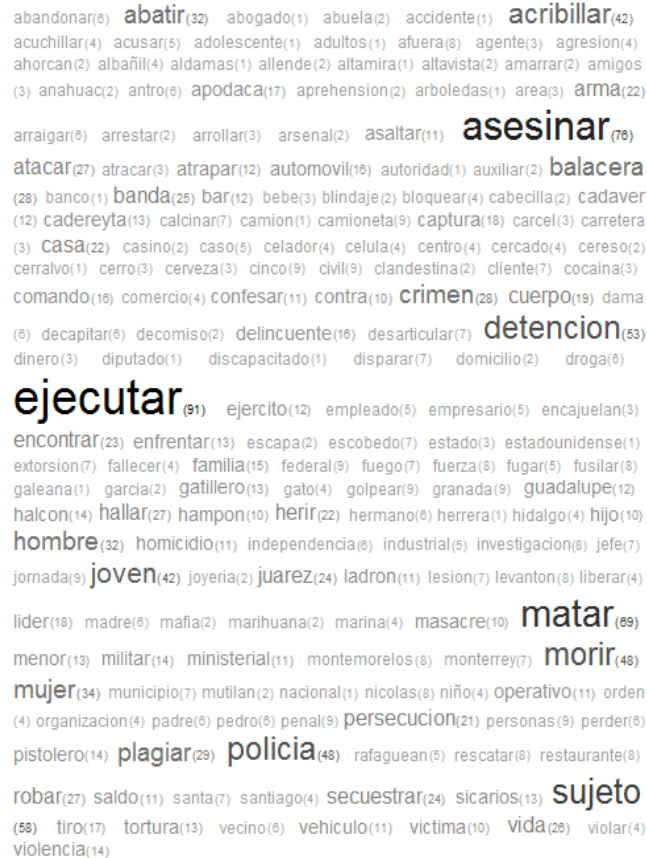 abandonar(6) abatir(32) abogado(1) abuela(2) accidente(1) acribillar(42)
acuchillar(4) acusar(5) adolescente(1) adultos(1) afuera(8) agente(3) agresion(4)
ahorcan(2) albañil(4) aldamas(1) allende(2) altamira(1) altavista(2) amarrar(2) amigos
(3) anahuac(2) antro(6) apodaca(17) aprehension(2) arboledas(1) area(3) arma(22)
arraigar(6) arrestar(2) arrollar(3) arsenal(2) asaltar(11) asesinar(76)
atacar(27) atracar(3) atrapar(12) automovil(16) autoridad(1) auxiliar(2) balacera
(28) banco(1) banda(25) bar(12) bebe(3) blindaje(2) bloquear(4) cabecilla(2) cadaver
(12) cadereyta(13) calcinar(7) camion(1) camioneta(9) captura(18) carcel(3) carretera
(3) casa(22) casino(2) caso(5) celador(4) celula(4) centro(4) cercado(4) cereso(2)
cerralvo(1) cerro(3) cerveza(3) cinco(9) civil(9) clandestina(2) cliente(7) cocaina(3)
comando(16) comercio(4) confesar(11) contra(10) crimen(28) cuerpo(19) dama
(6) decapitar(6) decomiso(2) delincuente(16) desarticular(7) detencion(53)
dinero(3) diputado(1) discapacitado(1) disparar(7) domicilio(2) droga(6)
ejecutar(91) ejercito(12) empleado(5) empresario(5) encajuelan(3)
encontrar(23) enfrentar(13) escapa(2) escobedo(7) estado(3) estadounidense(1)
extorsion(7) fallecer(4) familia(15) federal(9) fuego(7) fuerza(8) fugar(5) fusilar(8)
galeana(1) garcia(2) gatillero(13) gato(4) golpear(9) granada(9) guadalupe(12)
halcon(14) hallar(27) hampon(10) herir(22) hermano(6) herrera(1) hidalgo(4) hijo(10)
hombre(32) homicidio(11) independencia(6) industrial(5) investigacion(8) jefe(7)
jornada(9) joven(42) joyeria(2) juarez(24) ladron(11) lesion(7) levanton(8) liberar(4)
lider(18) madre(6) mafia(2) marihuana(2) marina(4) masacre(10) matar(69)
menor(13) militar(14) ministerial(11) montemorelos(8) monterrey(7) morir(48)
mujer(34) municipio(7) mutilan(2) nacional(1) nicolas(8) niño(4) operativo(11) orden
(4) organizacion(4) padre(6) pedro(6) penal(9) persecucion(21) personas(9) perder(6)
pistolero(14) plagiar(29) policia(48) rafaguean(5) rescatar(8) restaurante(8)
robar(27) saldo(11) santa(7) santiago(4) secuestrar(24) sicarios(13) sujeto
(58) tiro(17) tortura(13) vecino(6) vehiculo(11) victima(10) vida(26) violar(4)
violencia(14)